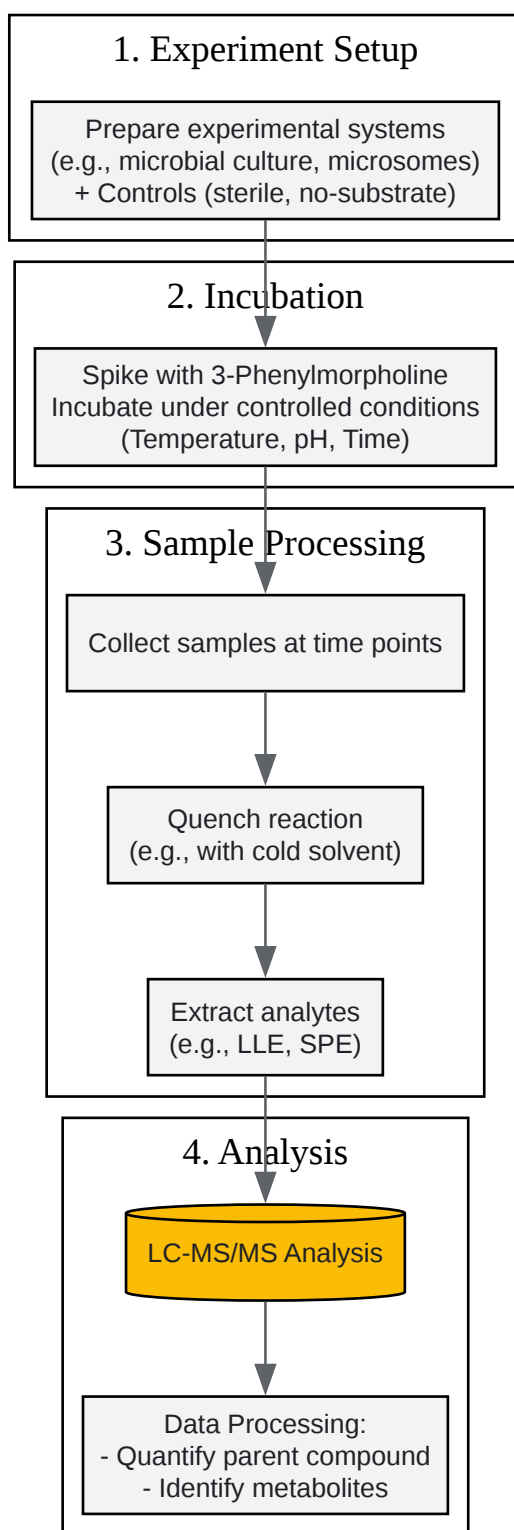 1. Experiment Setup
Prepare experimental systems
(e.g., microbial culture, microsomes)
+ Controls (sterile, no-substrate)
2. Incubation
Spike with 3-Phenylmorpholine
Incubate under controlled conditions
(Temperature, pH, Time)
3. Sample Processing
Collect samples at time points
Quench reaction
(e.g., with cold solvent)
Extract analytes
(e.g., LLE, SPE)
4. Analysis
LC-MS/MS Analysis
Data Processing:
- Quantify parent compound
- Identify metabolites